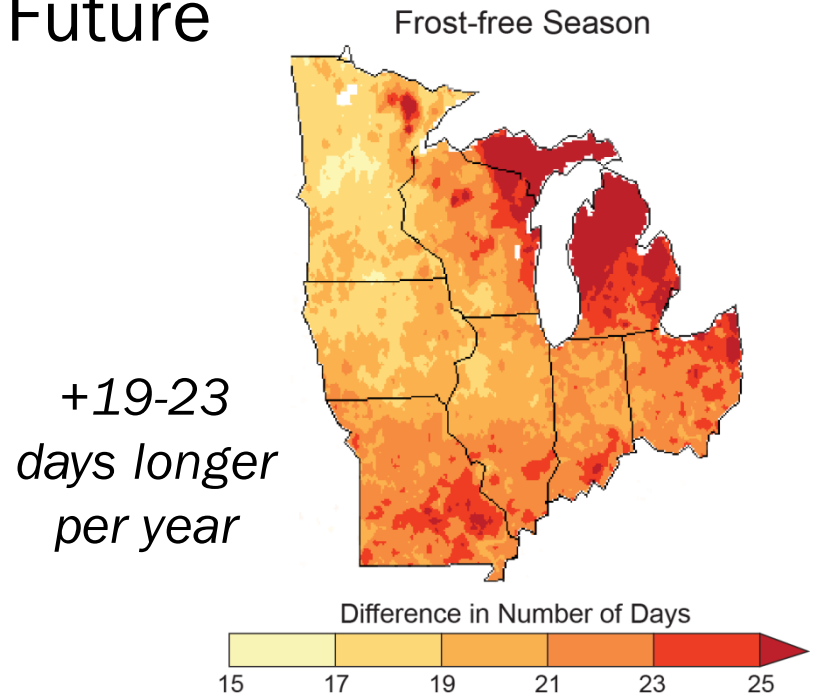 Future
Frost-free Season
+19-23
days longer
per year
Difference in Number of Days
15 17 19 21 23 25